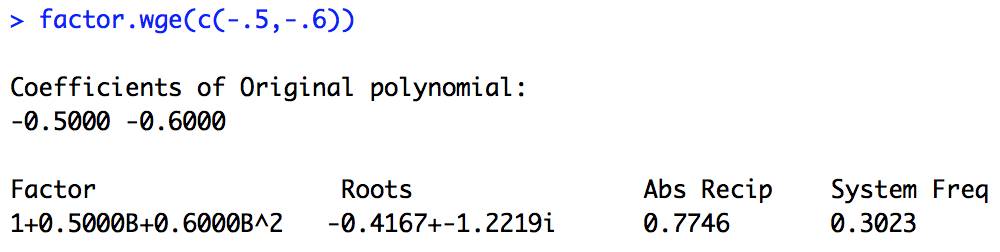 > factor.wge(c(-.5,-.6))
Coefficients of Original polynomial:
-0.5000 -0.6000
Factor Roots Abs Recip System Freq
1+0.5000B+0.6000B^2 -0.4167+-1.2219i 0.7746 0.3023